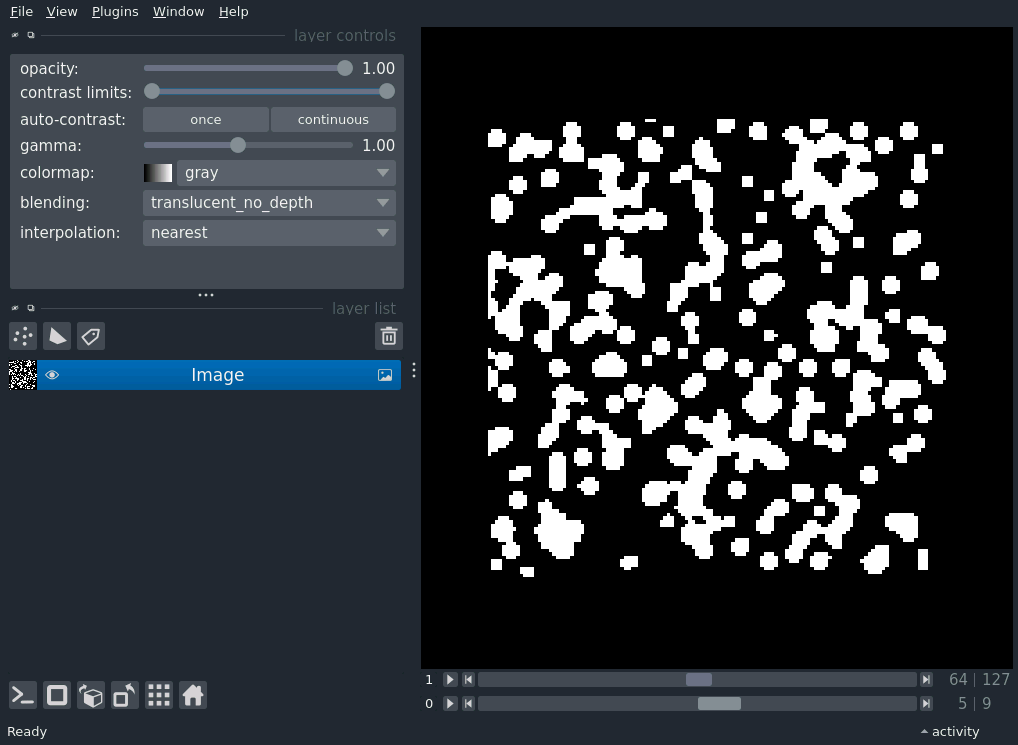 File View Plugins Window Help
layer controls
opacity: 1.00
contrast limits:
auto-contrast: once continuous
gamma: 1.00
colormap: gray
blending: translucent_no_depth
interpolation: nearest
layer list
Image
1 64 | 127
0 5 | 9
Ready activity